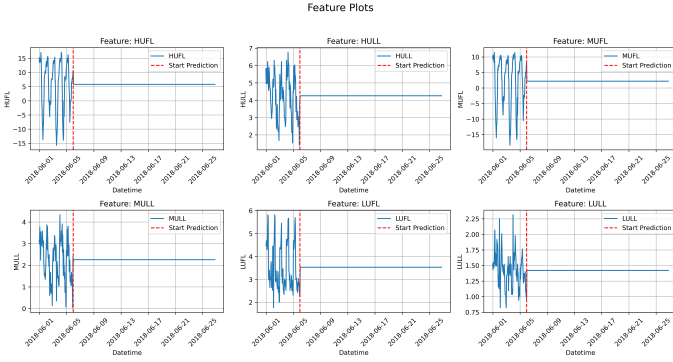 Feature Plots
Feature: HUFL
HUFL
Start Prediction
15
10
5
0
−5
−10
−15
HUFL
2018-06-01
2018-06-05
2018-06-09
2018-06-13
2018-06-17
2018-06-21
2018-06-25
Datetime
Feature: HULL
HULL
Start Prediction
7
6
5
4
3
2
HULL
2018-06-01
2018-06-05
2018-06-09
2018-06-13
2018-06-17
2018-06-21
2018-06-25
Datetime
Feature: MUFL
MUFL
Start Prediction
10
5
0
−5
−10
−15
MUFL
2018-06-01
2018-06-05
2018-06-09
2018-06-13
2018-06-17
2018-06-21
2018-06-25
Datetime
Feature: MULL
MULL
Start Prediction
4
3
2
1
0
MULL
2018-06-01
2018-06-05
2018-06-09
2018-06-13
2018-06-17
2018-06-21
2018-06-25
Datetime
Feature: LUFL
LUFL
Start Prediction
6
5
4
3
2
LUFL
2018-06-01
2018-06-05
2018-06-09
2018-06-13
2018-06-17
2018-06-21
2018-06-25
Datetime
Feature: LULL
LULL
Start Prediction
2.25
2.00
1.75
1.50
1.25
1.00
0.75
LULL
2018-06-01
2018-06-05
2018-06-09
2018-06-13
2018-06-17
2018-06-21
2018-06-25
Datetime